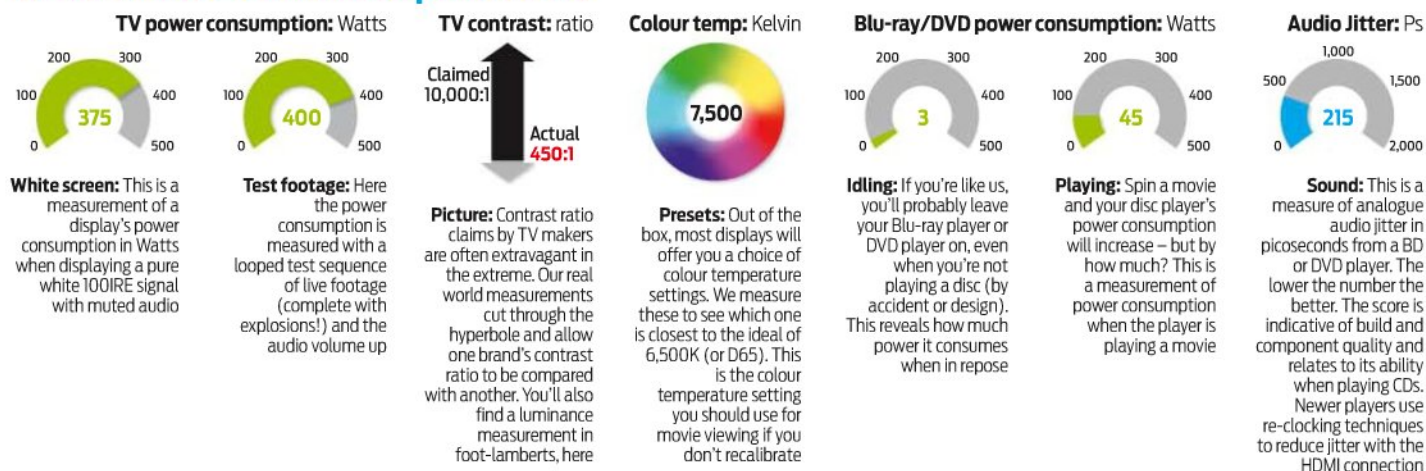 TV power consumption: Watts
0
100
200
300
400
500
375
White screen: This is a
measurement of a
display's power
consumption in Watts
when displaying a pure
white 100IRE signal
with muted audio
0
100
200
300
400
500
400
Test footage: Here
the power
consumption is
measured with a
looped test sequence
of live footage
(complete with
explosions!) and the
audio volume up
TV contrast: ratio
Claimed
10,000:1
Actual
450:1
Picture: Contrast ratio
claims by TV makers
are often extravagant in
the extreme. Our real
world measurements
cut through the
hyperbole and allow
one brand's contrast
ratio to be compared
with another. You'll also
find a luminance
measurement in
foot-lamberts, here
Colour temp: Kelvin
7,500
Presets: Out of the
box, most displays will
offer you a choice of
colour temperature
settings. We measure
these to see which one
is closest to the ideal of
6,500K (or D65). This
is the colour
temperature setting
you should use for
movie viewing if you
don't recalibrate
Blu-ray/DVD power consumption: Watts
0
100
200
300
400
500
3
Idling: If you're like us,
you'll probably leave
your Blu-ray player or
DVD player on, even
when you're not
playing a disc (by
accident or design).
This reveals how much
power it consumes
when in repose
0
100
200
300
400
500
45
Playing: Spin a movie
and your disc player's
power consumption
will increase – but by
how much? This is
a measurement of
power consumption
when the player is
playing a movie
Audio Jitter: Ps
0
500
1,000
1,500
2,000
215
Sound: This is a
measure of analogue
audio jitter in
picoseconds from a BD
or DVD player. The
lower the number the
better. The score is
indicative of build and
component quality and
relates to its ability
when playing CDs.
Newer players use
re-clocking techniques
to reduce jitter with the
HDMI connection